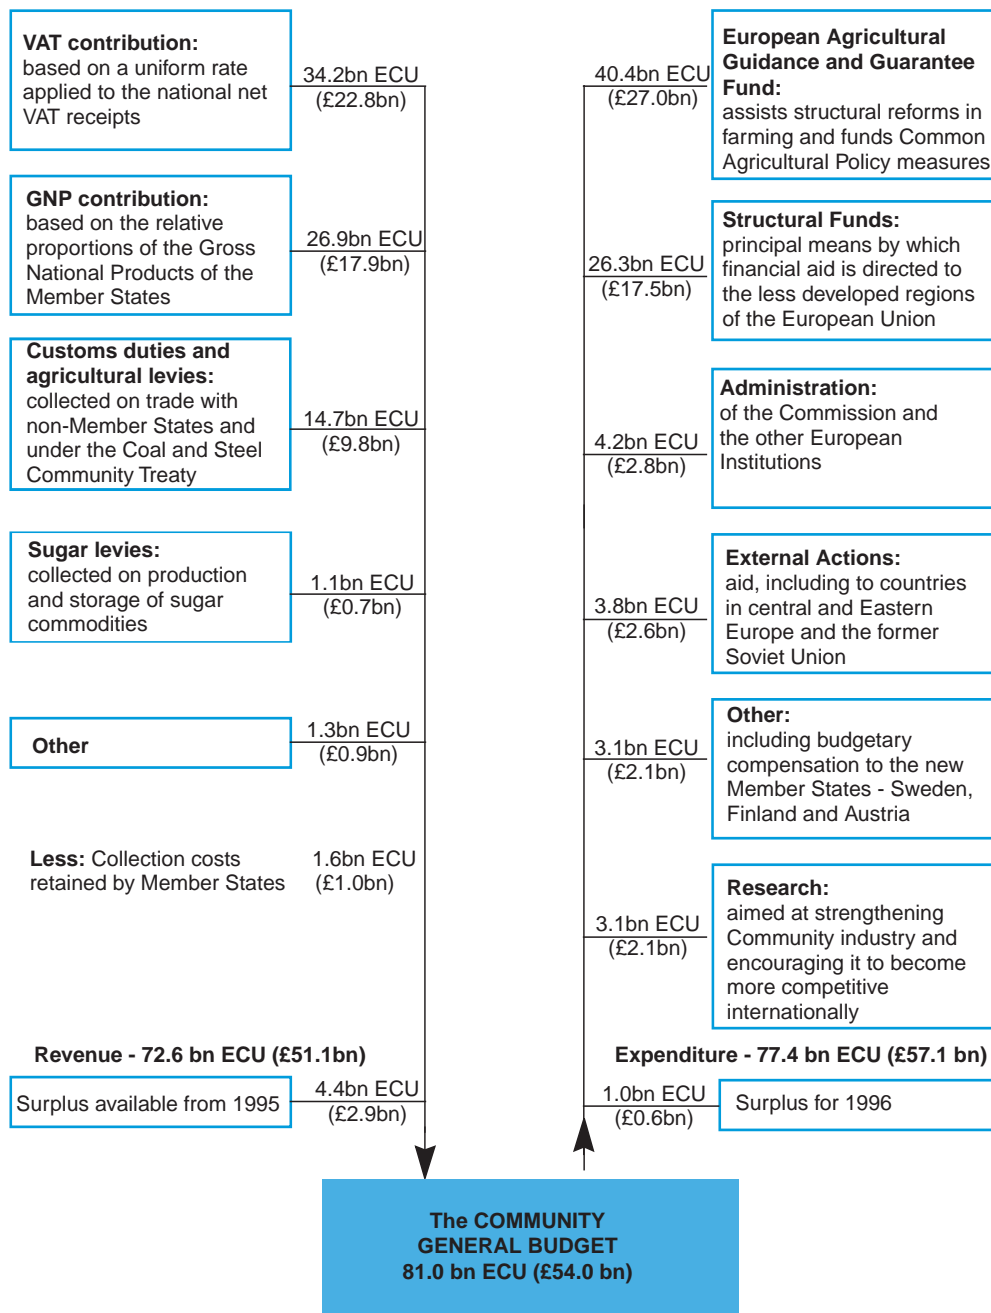 VAT contribution:
based on a uniform rate
applied to the national net
VAT receipts
34.2bn ECU
(£22.8bn)
GNP contribution:
based on the relative
proportions of the Gross
National Products of the
Member States
26.9bn ECU
(£17.9bn)
Customs duties and
agricultural levies:
collected on trade with
non-Member States and
under the Coal and Steel
Community Treaty
14.7bn ECU
(£9.8bn)
Sugar levies:
collected on production
and storage of sugar
commodities
1.1bn ECU
(£0.7bn)
Other
1.3bn ECU
(£0.9bn)
Less: Collection costs
retained by Member States
1.6bn ECU
(£1.0bn)
Revenue - 72.6 bn ECU (£51.1bn)
Surplus available from 1995
4.4bn ECU
(£2.9bn)
40.4bn ECU
(£27.0bn)
European Agricultural
Guidance and Guarantee
Fund:
assists structural reforms in
farming and funds Common
Agricultural Policy measures
26.3bn ECU
(£17.5bn)
Structural Funds:
principal means by which
financial aid is directed to
the less developed regions
of the European Union
4.2bn ECU
(£2.8bn)
Administration:
of the Commission and
the other European
Institutions
3.8bn ECU
(£2.6bn)
External Actions:
aid, including to countries
in central and Eastern
Europe and the former
Soviet Union
3.1bn ECU
(£2.1bn)
Other:
including budgetary
compensation to the new
Member States - Sweden,
Finland and Austria
3.1bn ECU
(£2.1bn)
Research:
aimed at strengthening
Community industry and
encouraging it to become
more competitive
internationally
Expenditure - 77.4 bn ECU (£57.1 bn)
1.0bn ECU
(£0.6bn)
Surplus for 1996
The COMMUNITY
GENERAL BUDGET
81.0 bn ECU (£54.0 bn)